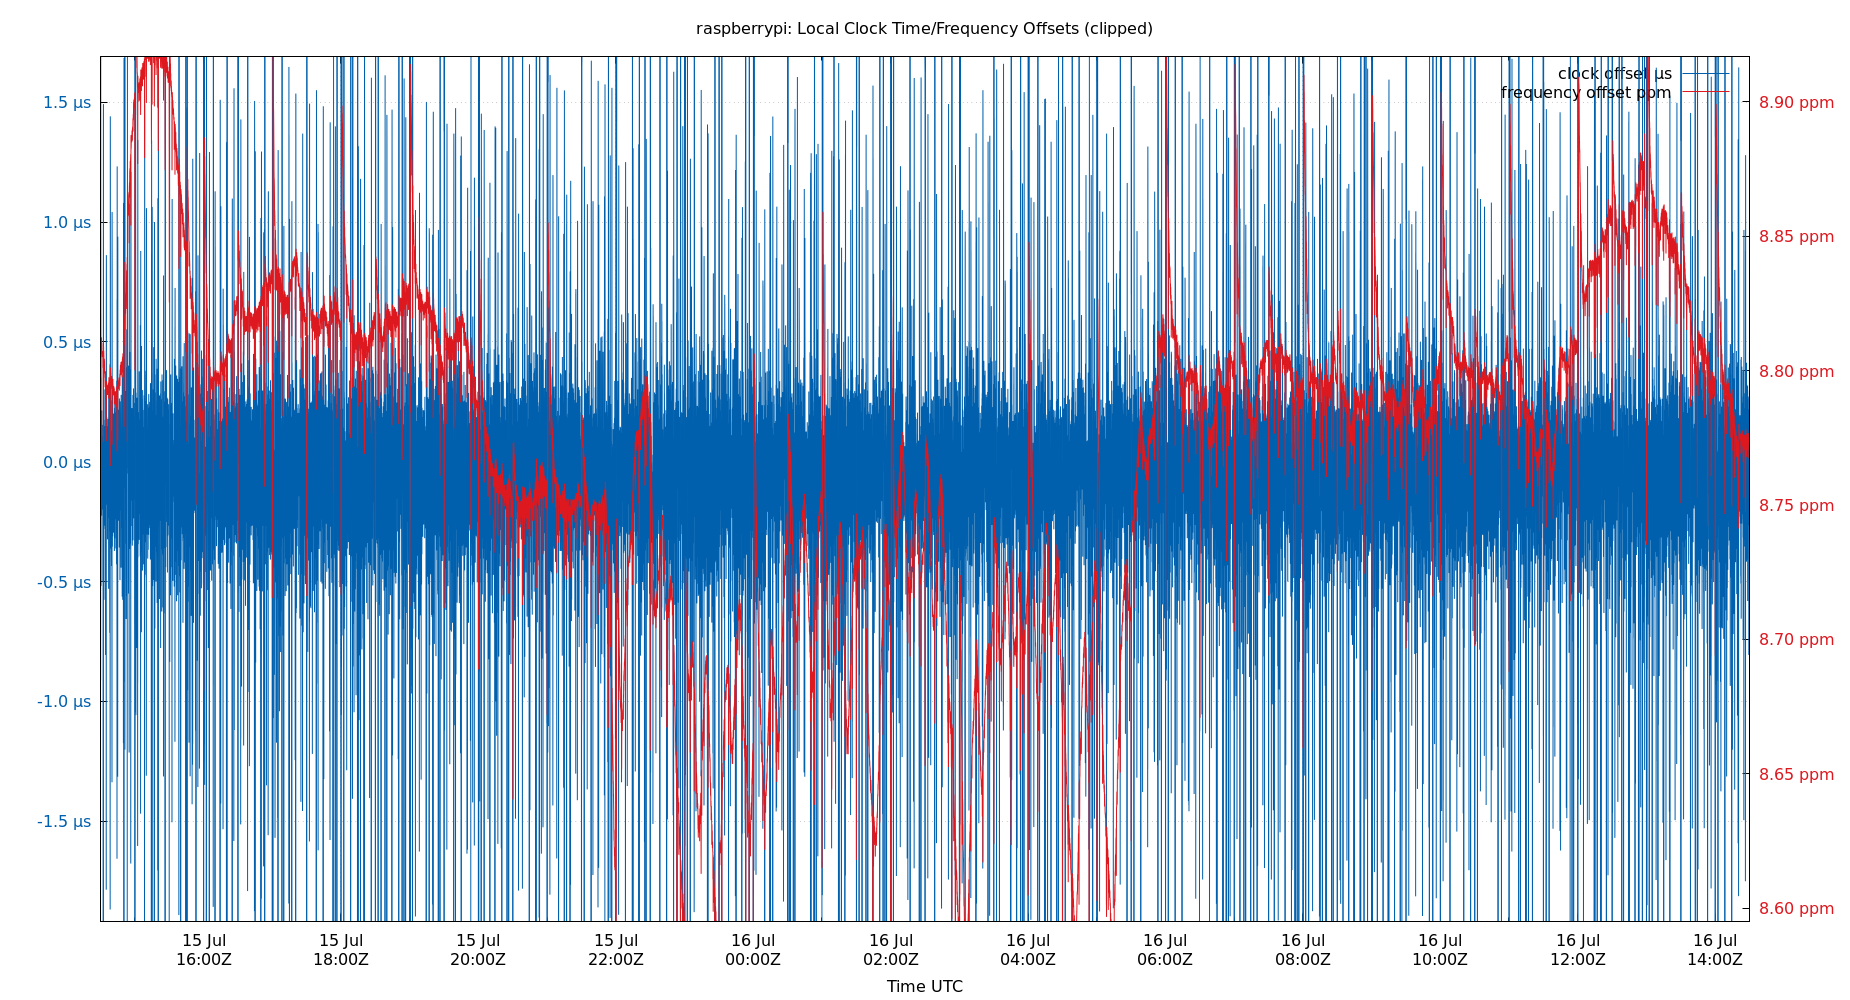 raspberrypi: Local Clock Time/Frequency Offsets (clipped)
clock offset µs
frequency offset ppm
1.5 µs
1.0 µs
0.5 µs
0.0 µs
-0.5 µs
-1.0 µs
-1.5 µs
8.90 ppm
8.85 ppm
8.80 ppm
8.75 ppm
8.70 ppm
8.65 ppm
8.60 ppm
15 Jul 15 Jul 15 Jul 15 Jul 16 Jul 16 Jul 16 Jul 16 Jul 16 Jul 16 Jul 16 Jul 16 Jul
16:00Z 18:00Z 20:00Z 22:00Z 00:00Z 02:00Z 04:00Z 06:00Z 08:00Z 10:00Z 12:00Z 14:00Z
Time UTC